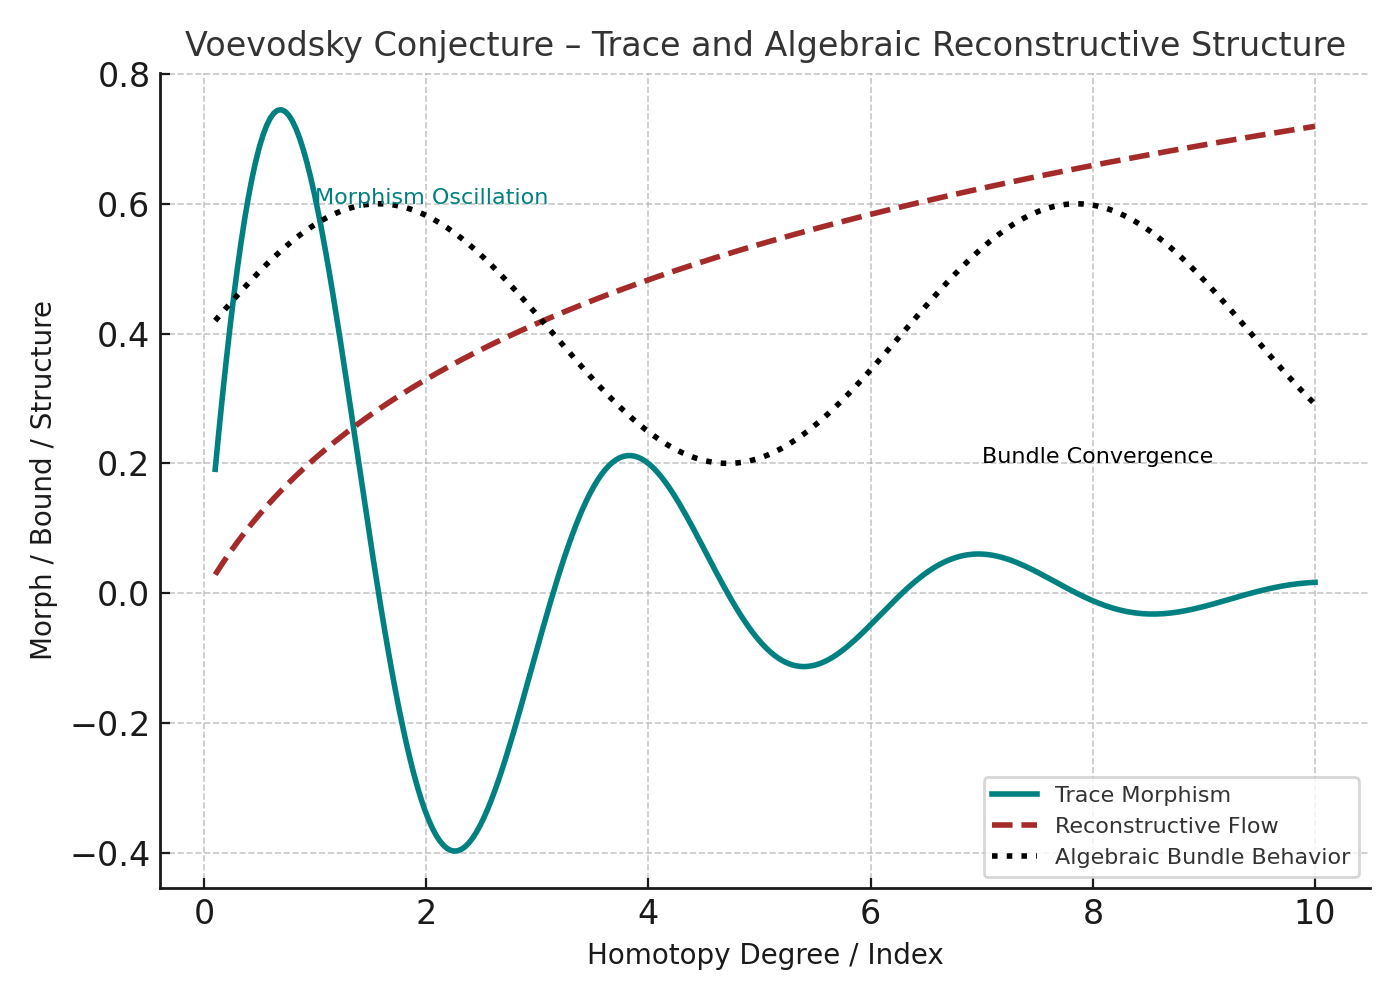 Voevodsky Conjecture – Trace and Algebraic Reconstructive Structure
Morph / Bound / Structure
0.8
0.6
0.4
0.2
0.0
−0.2
−0.4
Morphism Oscillation
Bundle Convergence
Trace Morphism
Reconstructive Flow
Algebraic Bundle Behavior
0 2 4 6 8 10
Homotopy Degree / Index